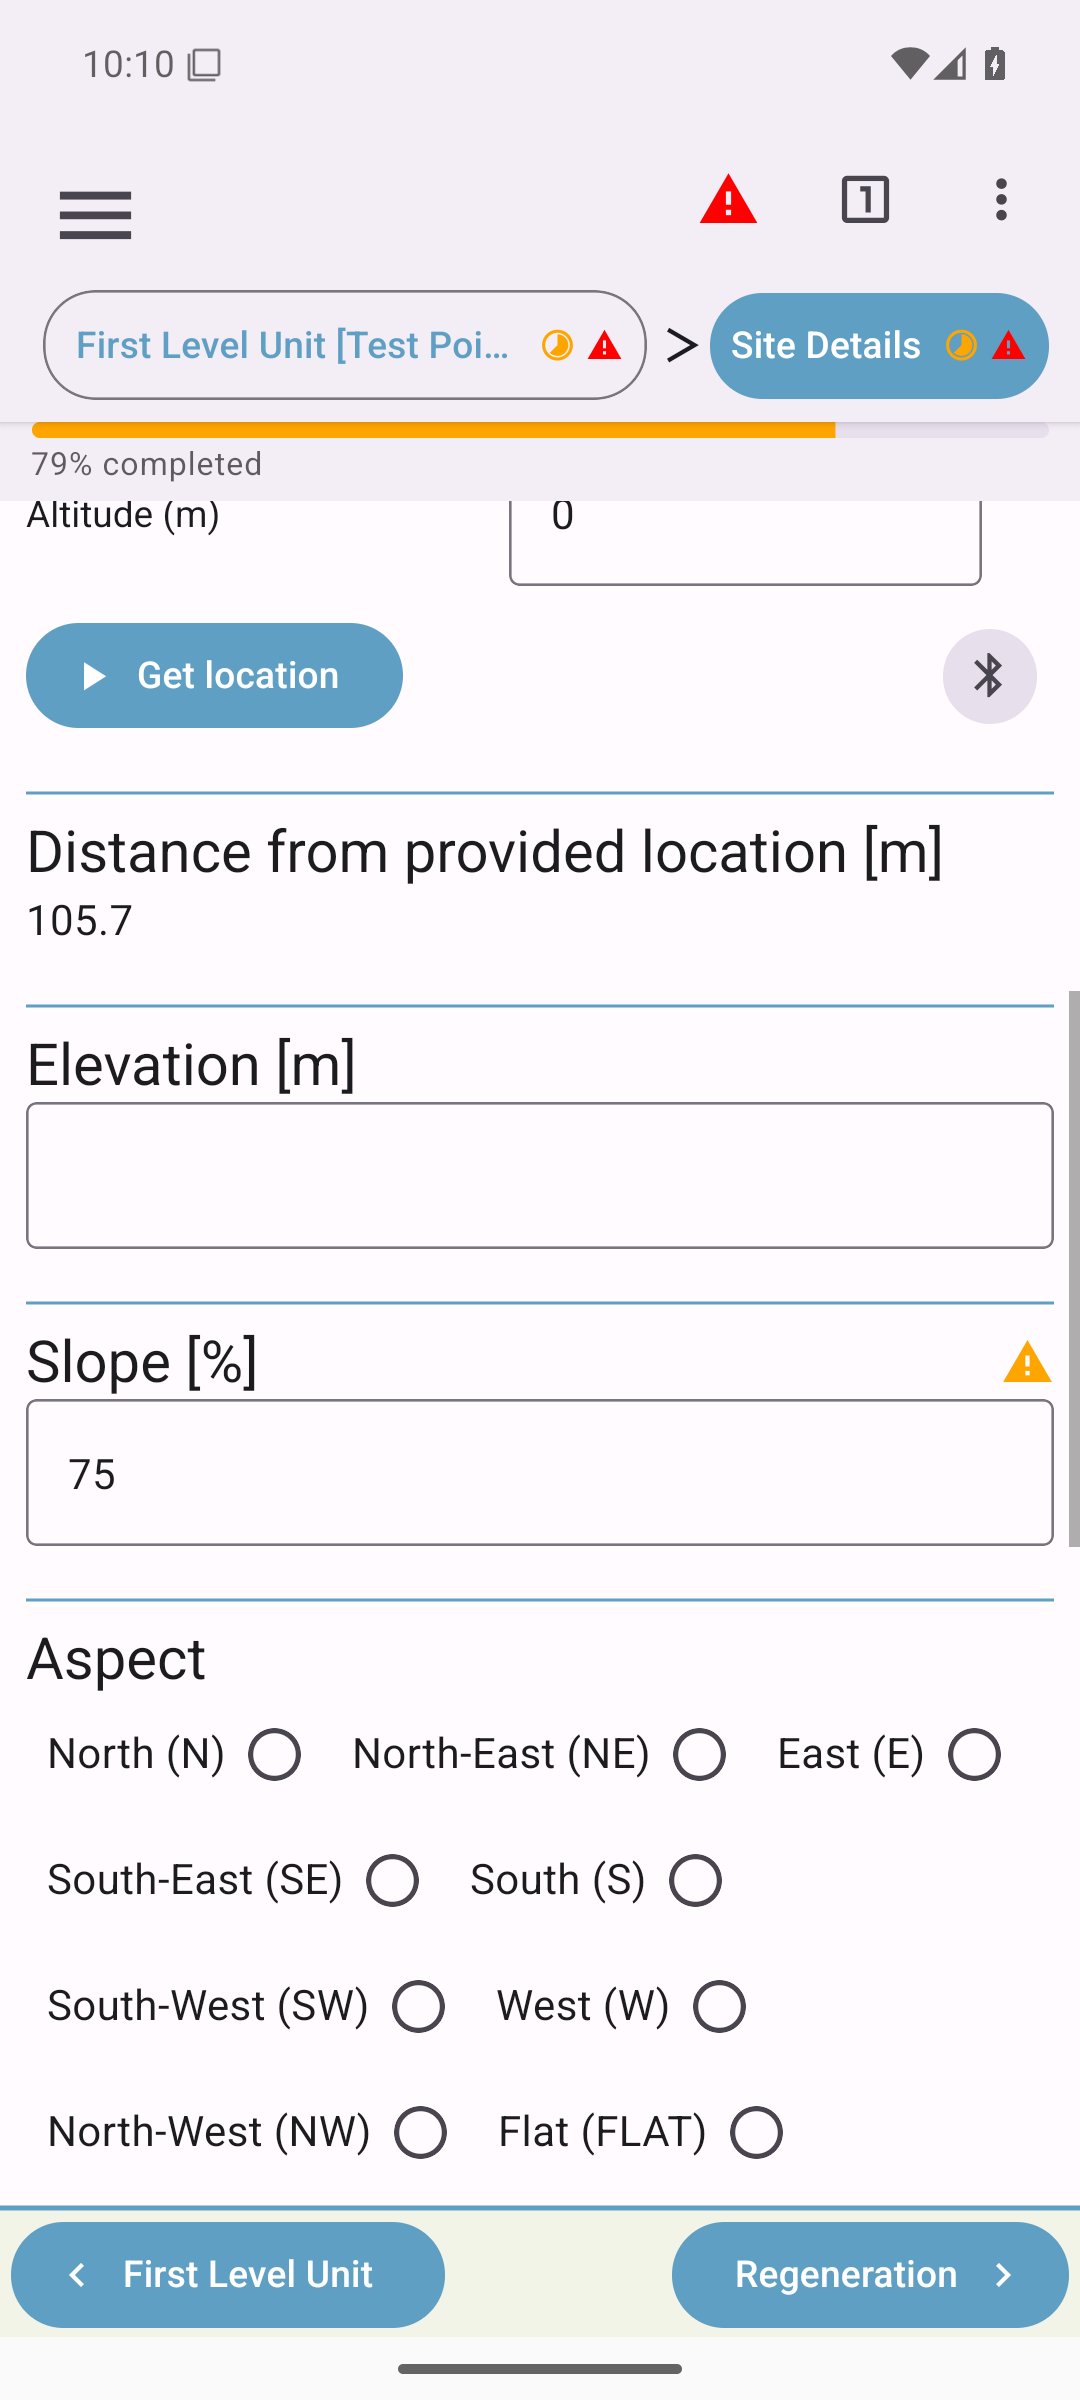 10:10
1
First Level Unit [Test Poi...
>
Site Details
79% completed
Altitude (m)
0
Get location
Distance from provided location [m]
105.7
Elevation [m]
Slope [%]
75
Aspect
North (N) North-East (NE) East (E)
South-East (SE) South (S)
South-West (SW) West (W)
North-West (NW) Flat (FLAT)
First Level Unit
Regeneration